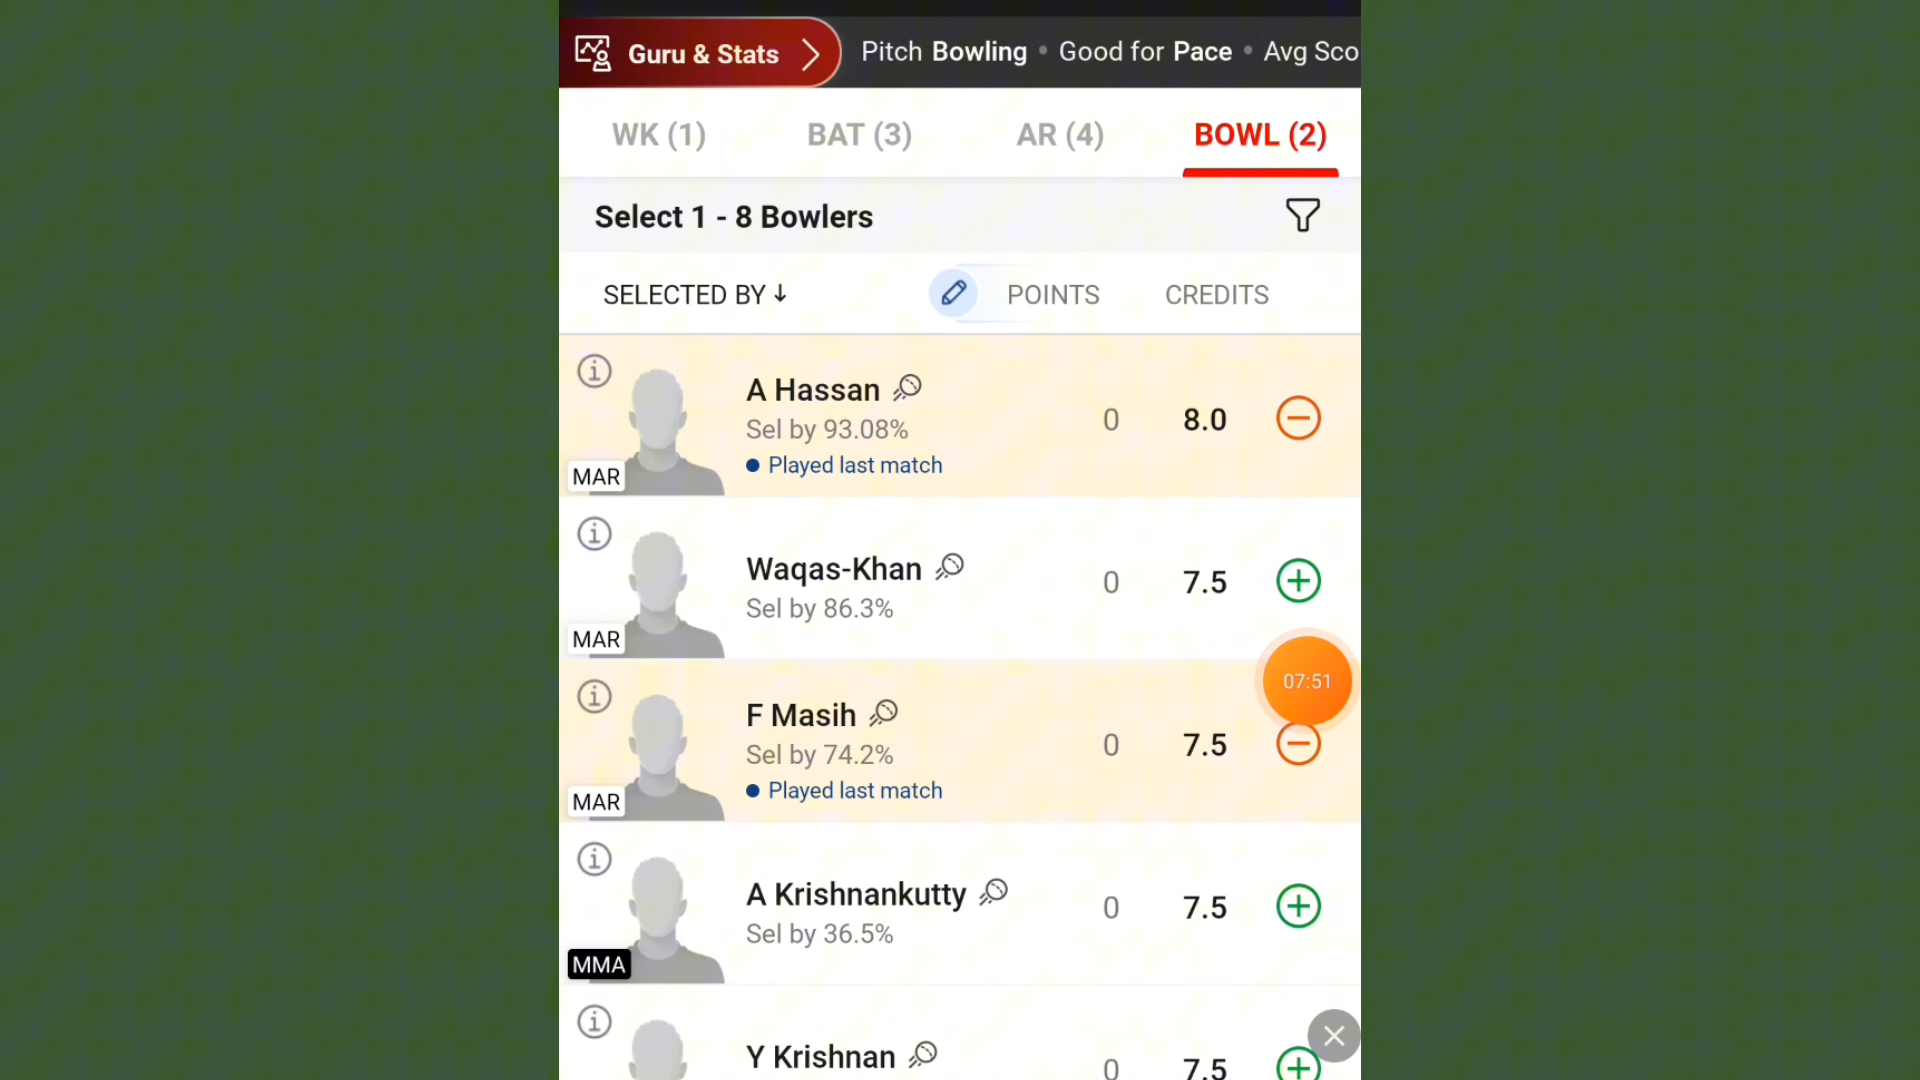 Guru & Stats
Pitch Bowling • Good for Pace • Avg Sco
WK (1) BAT (3) AR (4) BOWL (2)
Select 1 - 8 Bowlers
SELECTED BY ↓ POINTS CREDITS
A Hassan
Sel by 93.08%
Played last match
MAR
0 8.0
Waqas-Khan
Sel by 86.3%
MAR
0 7.5
07:51
F Masih
Sel by 74.2%
Played last match
MAR
0 7.5
A Krishnankutty
Sel by 36.5%
MMA
0 7.5
Y Krishnan
0 7.5